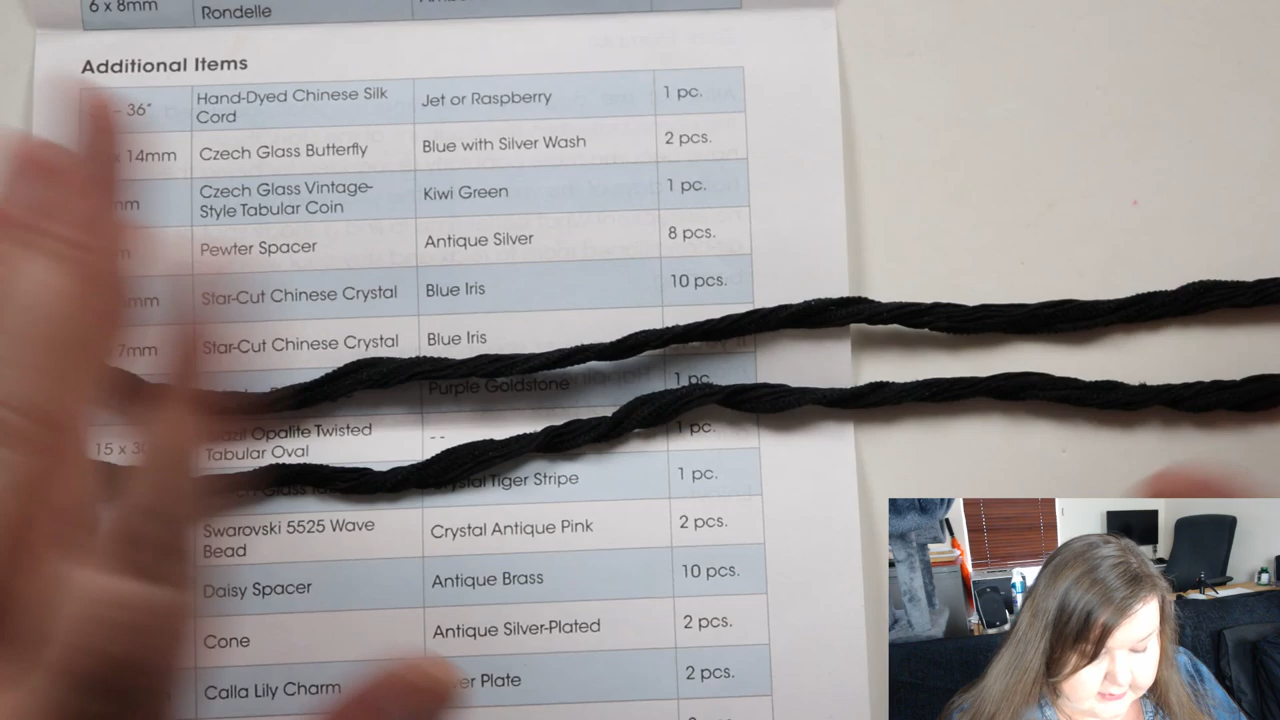 6 x 8mm
Rondelle
Additional Items
– 36" Hand-Dyed Chinese Silk Cord Jet or Raspberry 1 pc.
x 14mm Czech Glass Butterfly Blue with Silver Wash 2 pcs.
mm Czech Glass Vintage-Style Tabular Coin Kiwi Green 1 pc.
Pewter Spacer Antique Silver 8 pcs.
mm Star-Cut Chinese Crystal Blue Iris 10 pcs.
7mm Star-Cut Chinese Crystal Blue Iris
Purple Goldstone 1 pc.
15 x Opalite Twisted Tabular Oval -- 1 pc.
Tiger Stripe 1 pc.
Swarovski 5525 Wave Bead Crystal Antique Pink 2 pcs.
Daisy Spacer Antique Brass 10 pcs.
Cone Antique Silver-Plated 2 pcs.
Calla Lily Charm Plate 2 pcs.